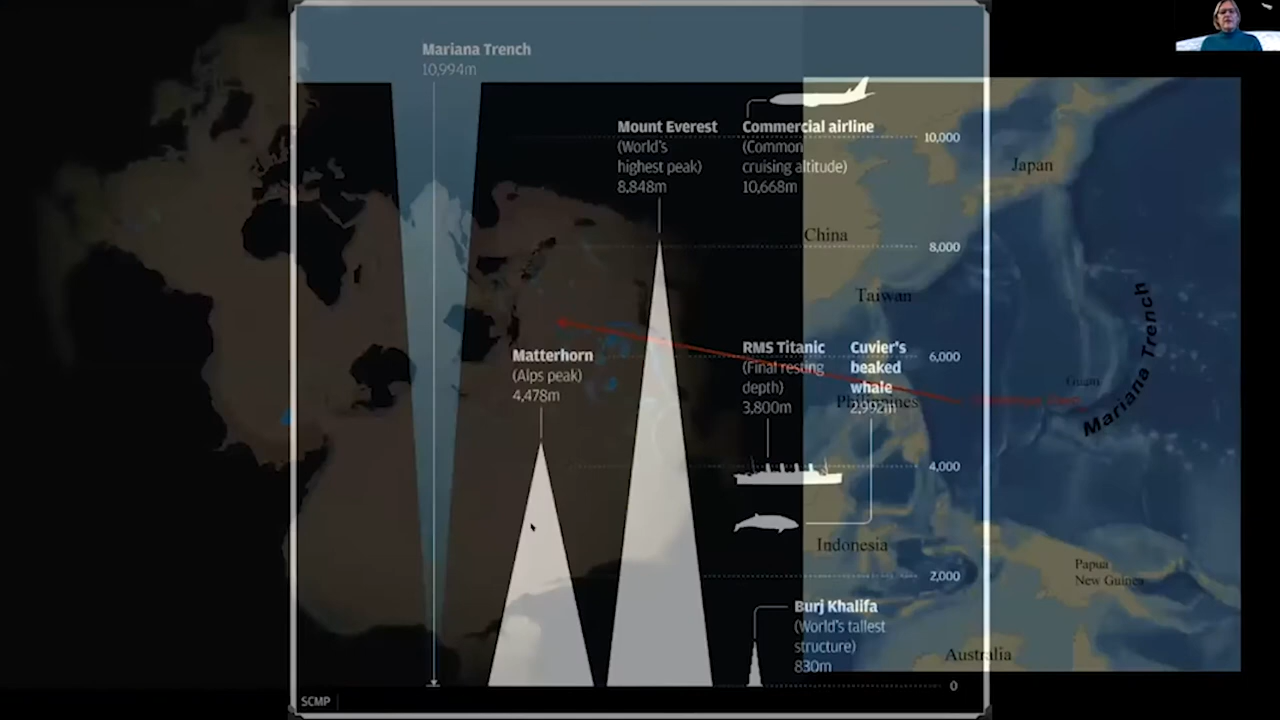 Mariana Trench
10,994m
Mount Everest
(World's
highest peak)
8,848m
Commercial airline
(Common
cruising altitude)
10,668m
10,000
Japan
China
8,000
Taiwan
Mariana Trench
Matterhorn
(Alps peak)
4,478m
RMS Titanic
(Final resting
depth)
3,800m
Cuvier's
beaked
whale
2,992m
6,000
Guam
Philippines
4,000
Indonesia
Papua
New Guinea
2,000
Burj Khalifa
(World's tallest
structure)
830m
Australia
0
SCMP